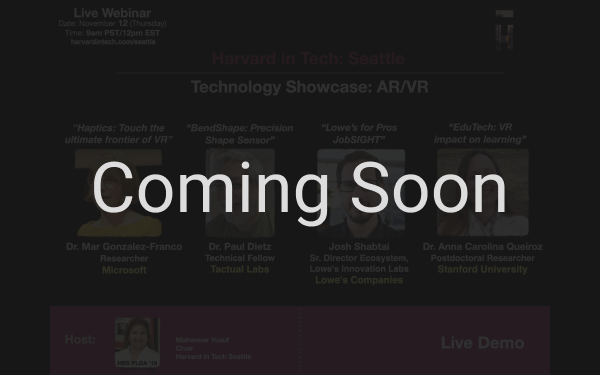 Live Webinar
Date: November 12 (Thursday)
Time: 9am PST/12pm EST
harvardintech.com/seattle
Harvard in Tech: Seattle
Technology Showcase: AR/VR
"Haptics: Touch the
ultimate frontier of VR"
"BendShape: Precision
Shape Sensor"
"Lowe's for Pros
JobSIGHT"
"EduTech: VR
impact on learning"
Coming Soon
Dr. Mar Gonzalez-Franco
Researcher
Microsoft
Dr. Paul Dietz
Technical Fellow
Tactual Labs
Josh Shabtai
Sr. Director Ecosystem,
Lowe's Innovation Labs
Lowe's Companies
Dr. Anna Carolina Queiroz
Postdoctoral Researcher
Stanford University
Host:
Chair
Harvard in Tech Seattle
Live Demo